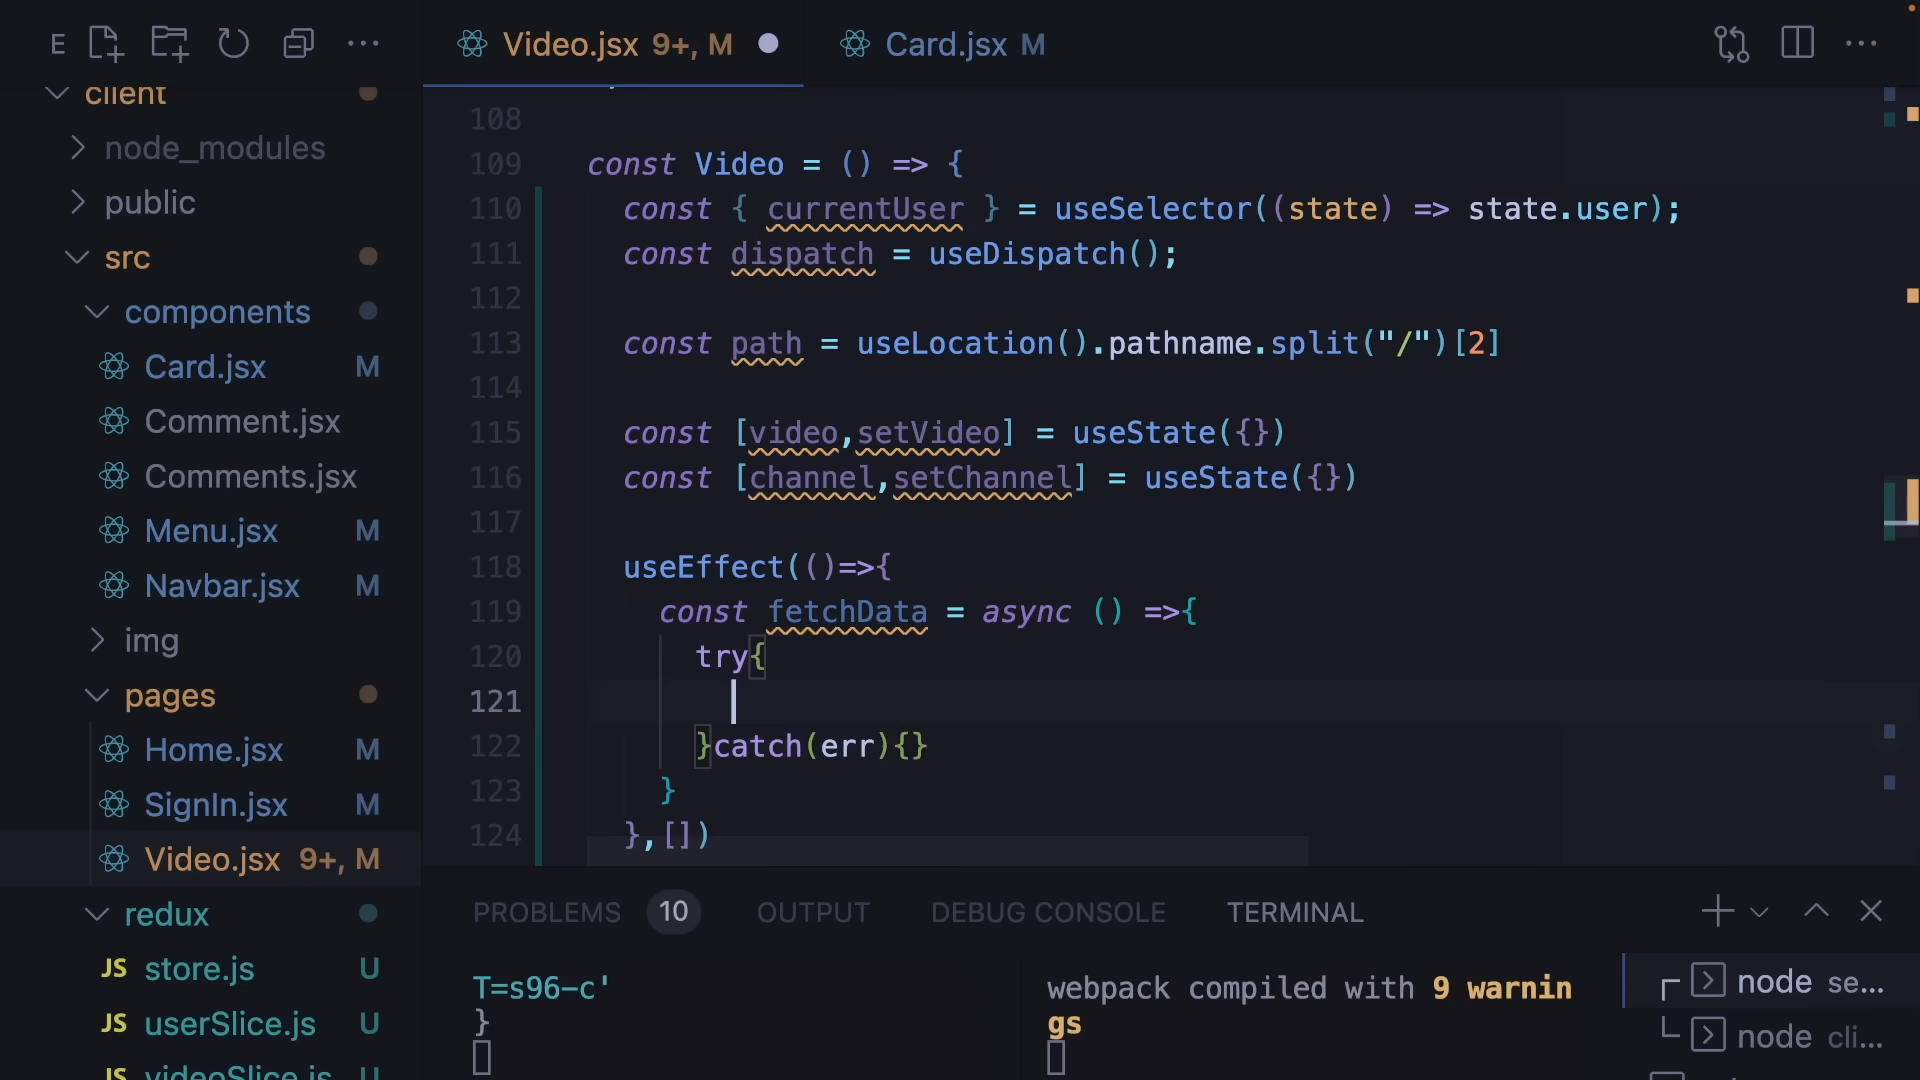 E
Video.jsx 9+, M
Card.jsx M
client
node_modules
public
src
components
Card.jsx M
Comment.jsx
Comments.jsx
Menu.jsx M
Navbar.jsx M
img
pages
Home.jsx M
SignIn.jsx M
Video.jsx 9+, M
redux
JS store.js U
JS userSlice.js U
JS videoSlice.js U
108
109 const Video = () => {
110 const { currentUser } = useSelector((state) => state.user);
111 const dispatch = useDispatch();
112
113 const path = useLocation().pathname.split("/")[2]
114
115 const [video,setVideo] = useState({})
116 const [channel,setChannel] = useState({})
117
118 useEffect(()=>{
119 const fetchData = async () =>{
120 try{
121
122 }catch(err){}
123 }
124 },[])
PROBLEMS 10 OUTPUT DEBUG CONSOLE TERMINAL
T=s96-c'
}
webpack compiled with 9 warnin
gs
node se...
node cli...